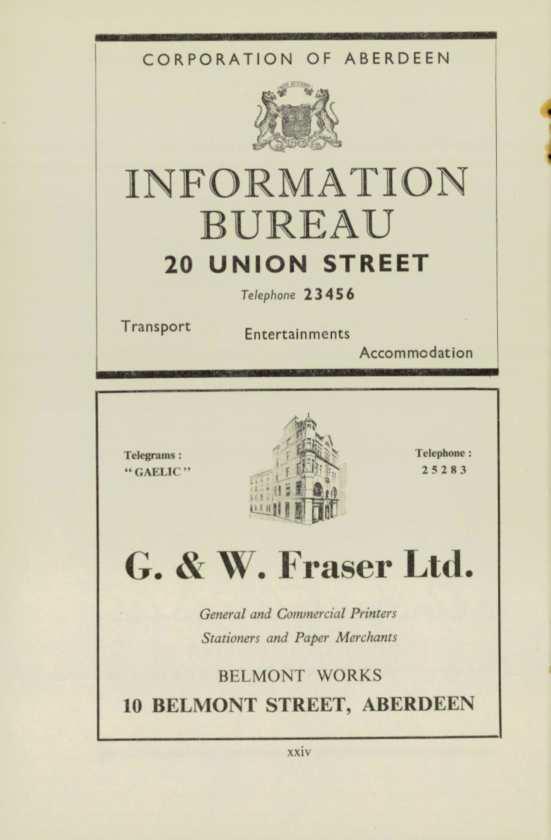 CORPORATION OF ABERDEEN
INFORMATION
BUREAU
20 UNION STREET
Telephone 23456
Transport
Entertainments
Accommodation
Telegrams :
" GAELIC "
Telephone :
25283
G. & W. Fraser Ltd.
General and Commercial Printers
Stationers and Paper Merchants
BELMONT WORKS
10 BELMONT STREET, ABERDEEN
xxiv